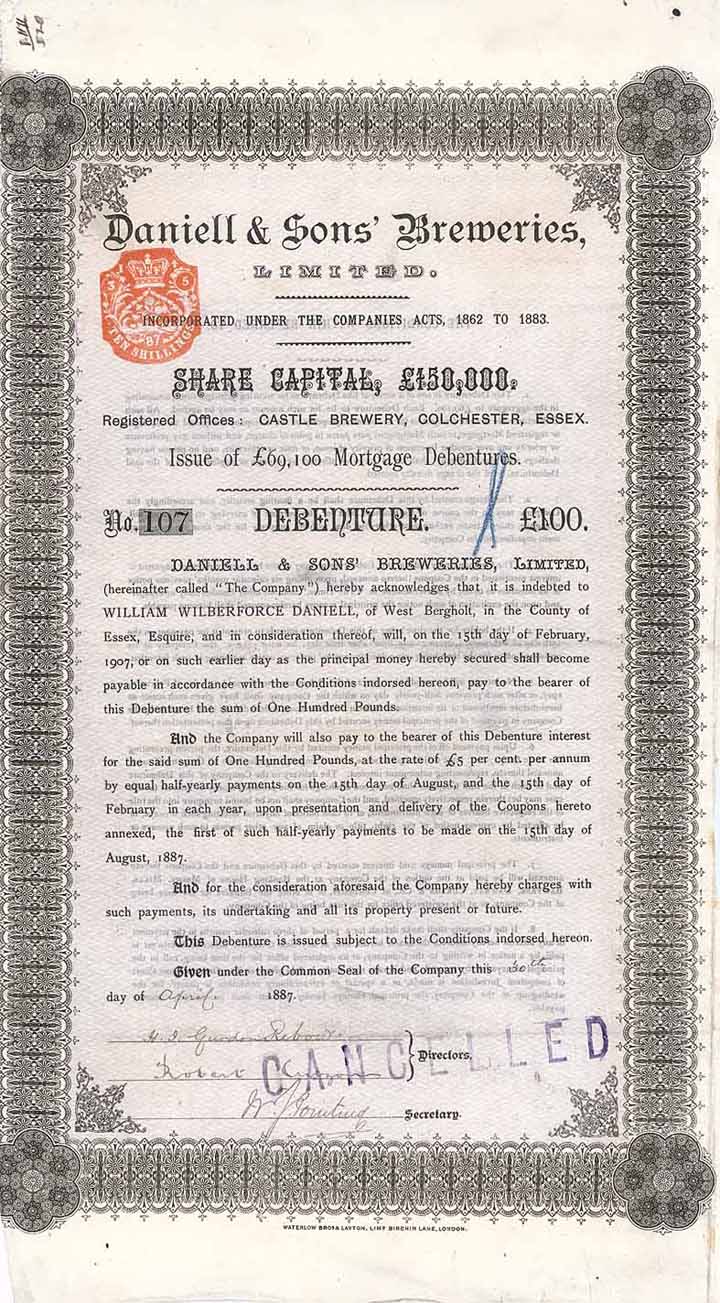 Daniell & Sons' Breweries,
LIMITED.
87
TEN SHILLINGS
INCORPORATED UNDER THE COMPANIES ACTS, 1862 TO 1883.
SHARE CAPITAL, £150,000.
Registered Offices: CASTLE BREWERY, COLCHESTER, ESSEX.
Issue of £69,100 Mortgage Debentures.
No. 107 DEBENTURE. £100.
DANIELL & SONS' BREWERIES, LIMITED,
(hereinafter called "The Company") hereby acknowledges that it is indebted to
WILLIAM WILBERFORCE DANIELL, of West Bergholt, in the County of
Essex, Esquire, and in consideration thereof, will, on the 15th day of February,
1907, or on such earlier day as the principal money hereby secured shall become
payable in accordance with the Conditions indorsed hereon, pay to the bearer of
this Debenture the sum of One Hundred Pounds.
And the Company will also pay to the bearer of this Debenture interest
for the said sum of One Hundred Pounds, at the rate of £5 per cent. per annum
by equal half-yearly payments on the 15th day of August, and the 15th day of
February in each year, upon presentation and delivery of the Coupons hereto
annexed, the first of such half-yearly payments to be made on the 15th day of
August, 1887.
And for the consideration aforesaid the Company hereby charges with
such payments, its undertaking and all its property present or future.
This Debenture is issued subject to the Conditions indorsed hereon.
Given under the Common Seal of the Company this 30th
day of April 1887.
Gurdon Rebow
Robert
Directors.
CANCELLED
Secretary.
WATERLOW BROS & LAYTON, LIMD BIRCHIN LANE, LONDON.